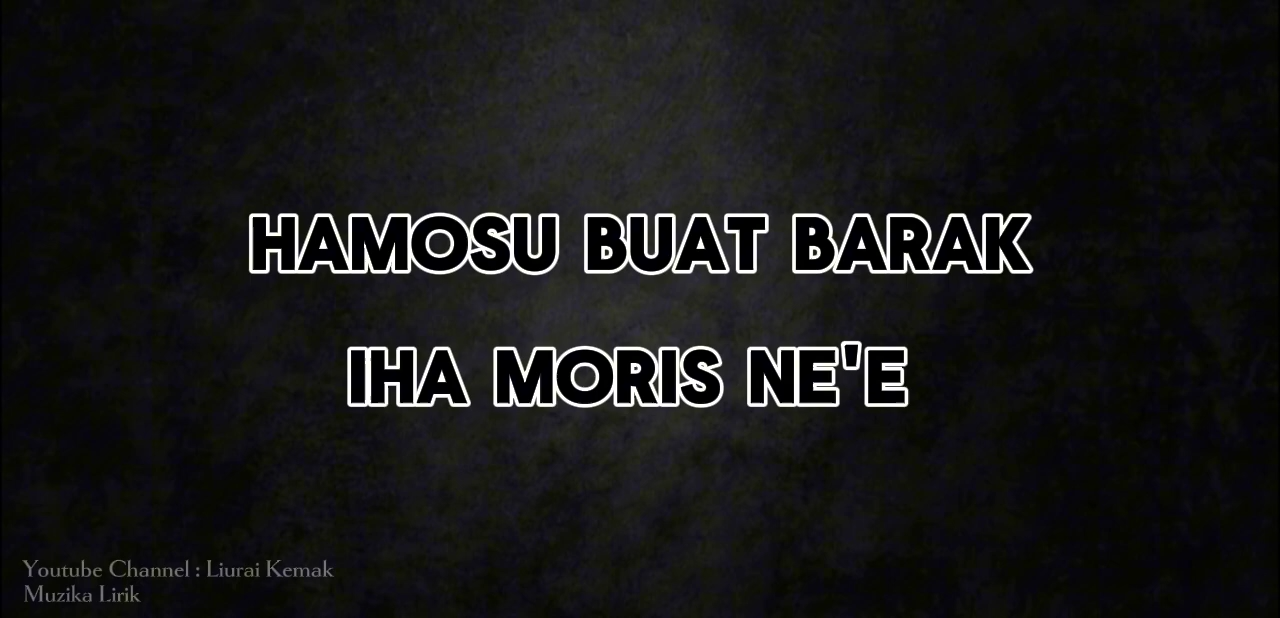 HAMOSU BUAT BARAK
IHA MORIS NE'E
Youtube Channel : Liurai Kemak
Muzika Lirik